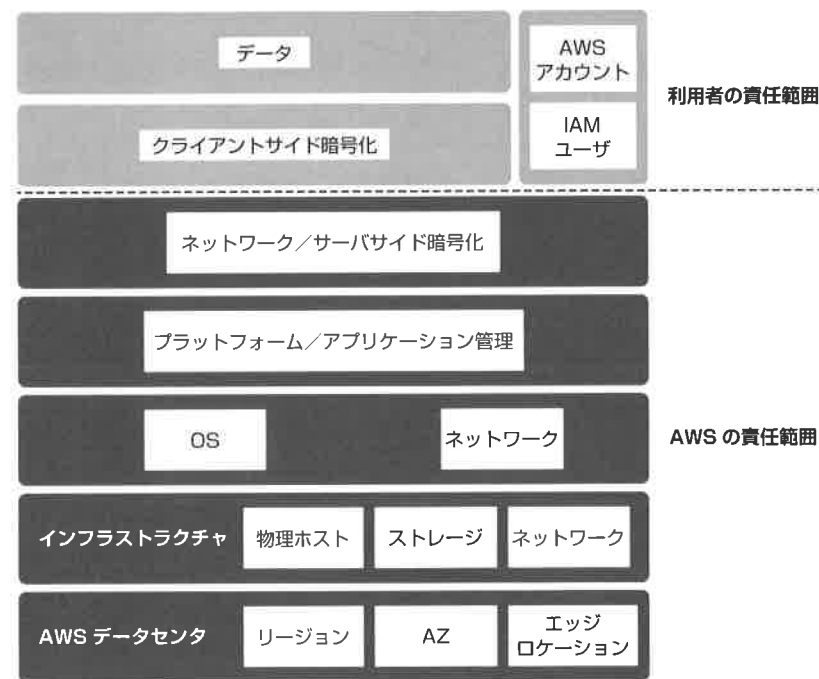 データ
AWS
アカウント
利用者の責任範囲
クライアントサイド暗号化
IAM
ユーザ
ネットワーク／サーバサイド暗号化
プラットフォーム／アプリケーション管理
OS
ネットワーク
AWS の責任範囲
インフラストラクチャ
物理ホスト
ストレージ
ネットワーク
AWS データセンタ
リージョン
AZ
エッジ
ロケーション